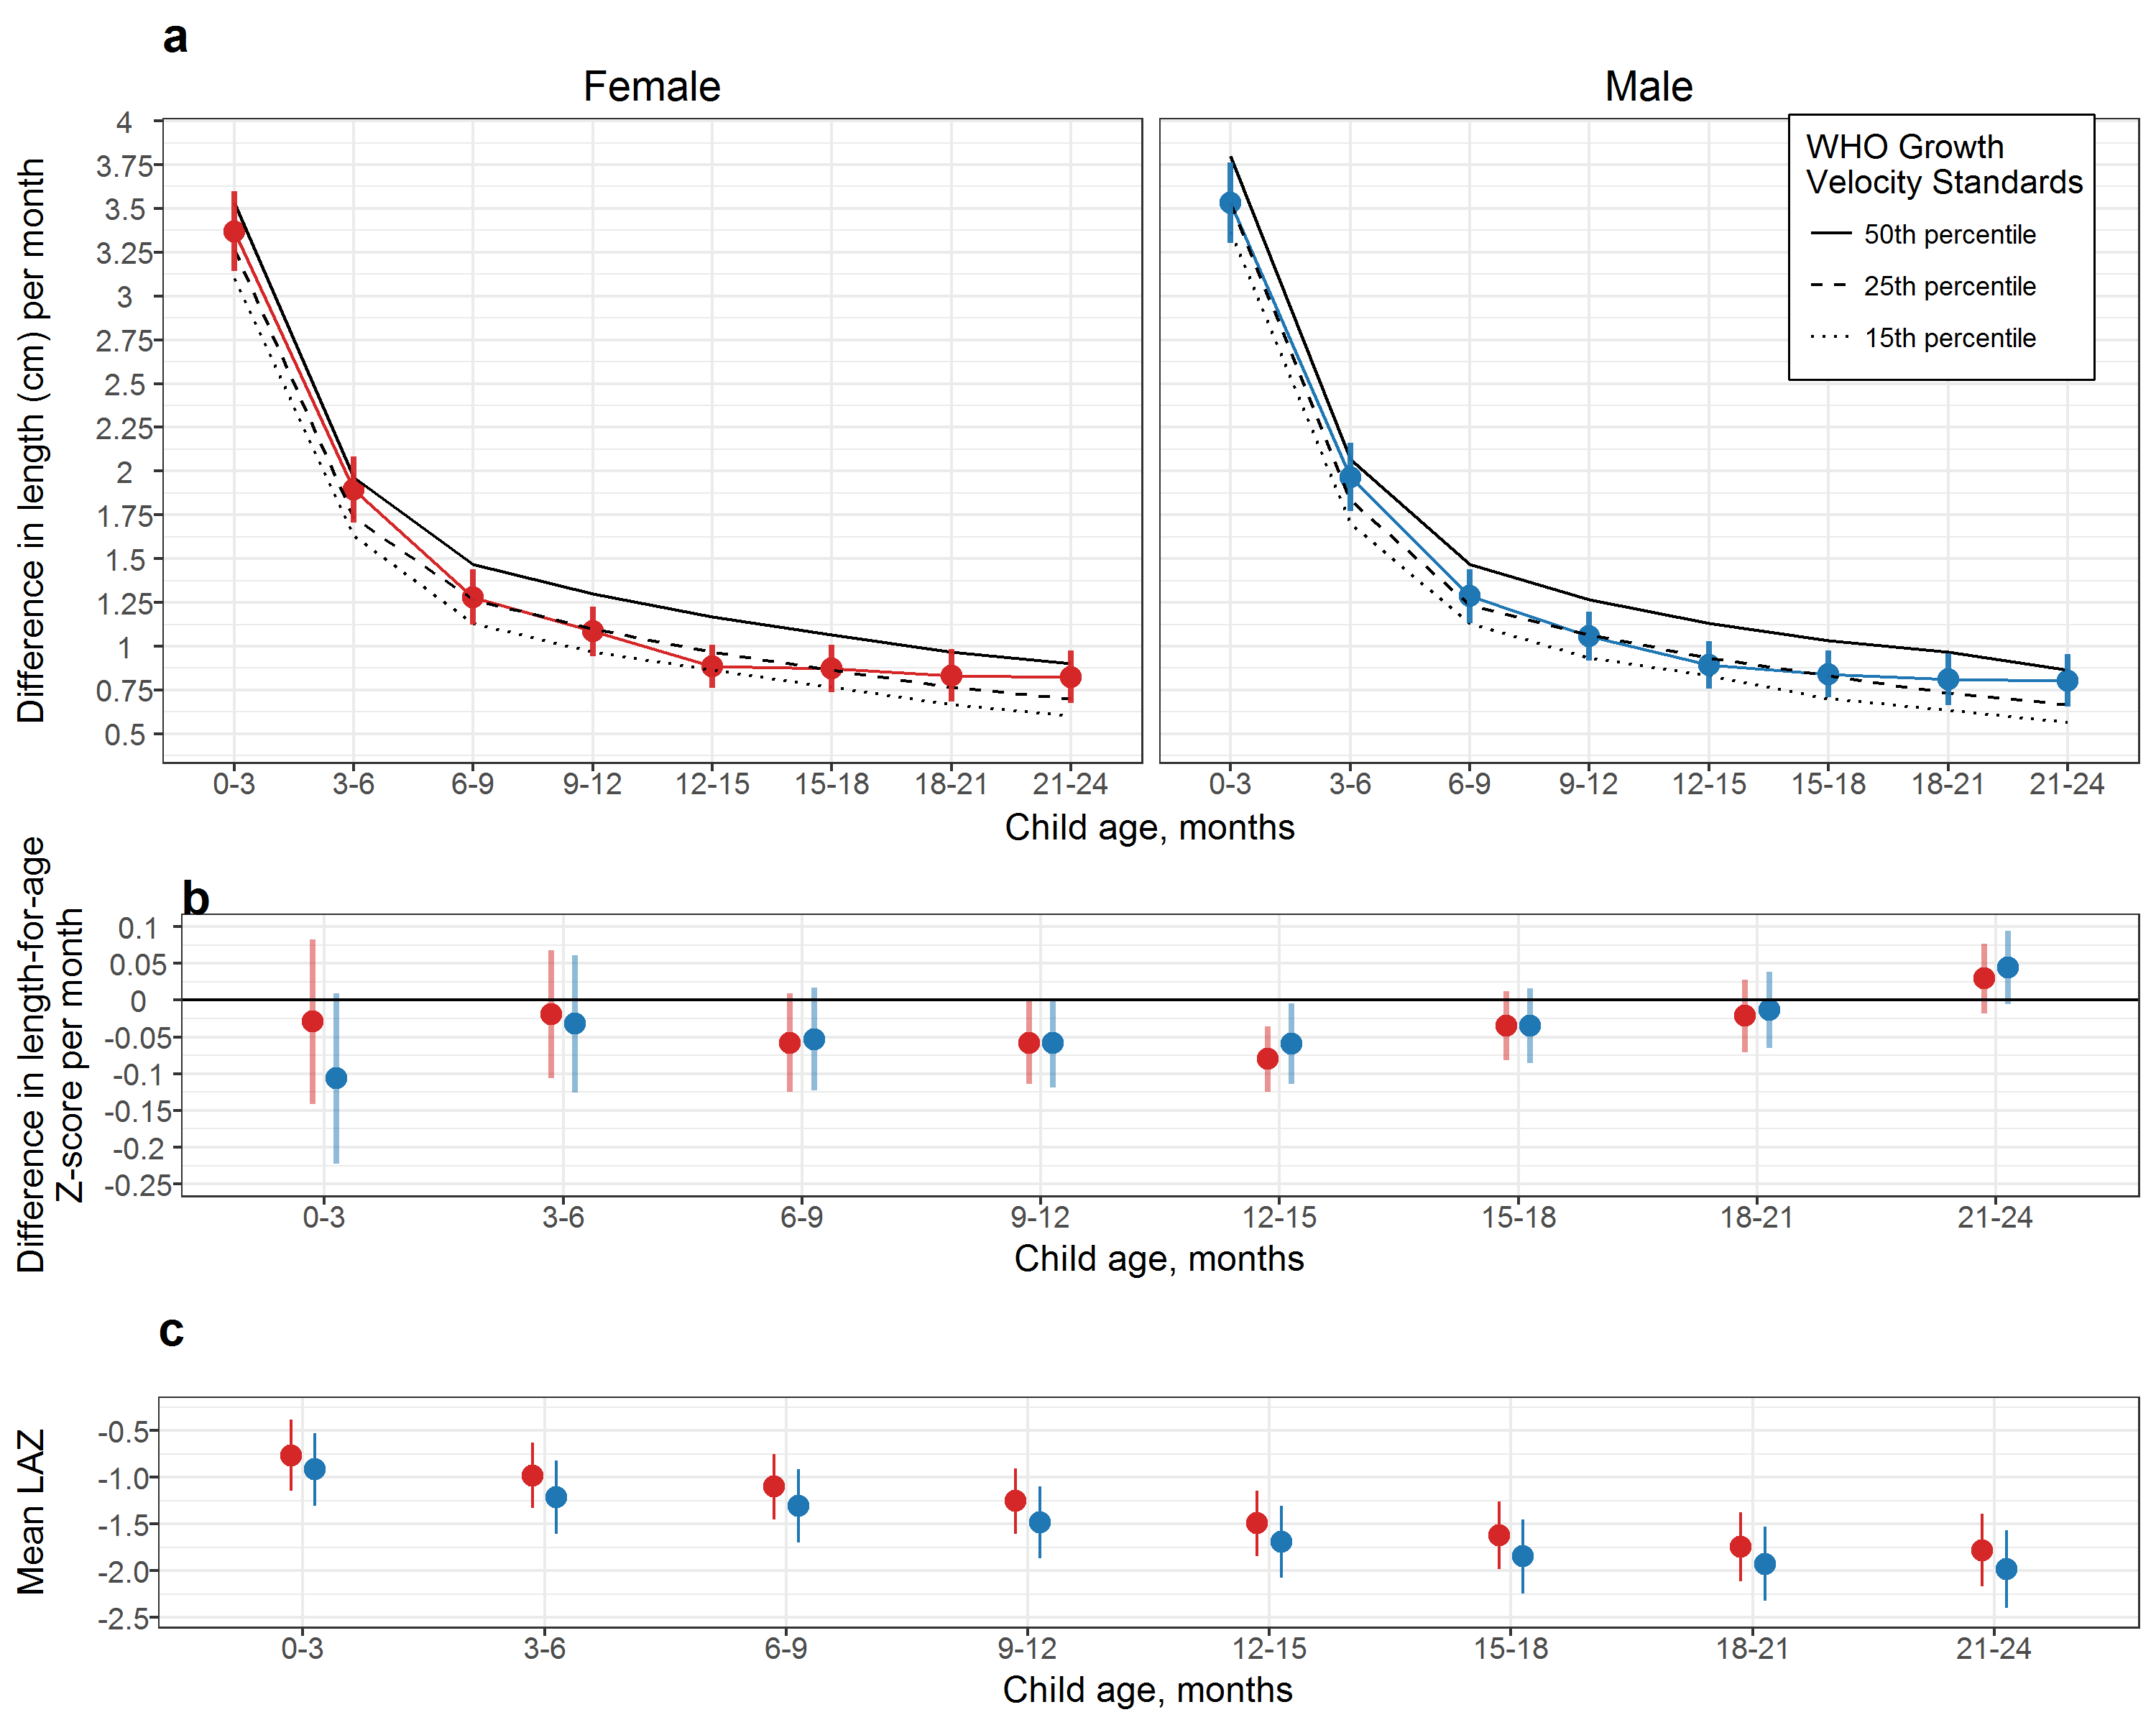 a
Female
Male
Difference in length (cm) per month
4
3.75
3.5
3.25
3
2.75
2.5
2.25
2
1.75
1.5
1.25
1
0.75
0.5
WHO Growth
Velocity Standards
50th percentile
25th percentile
15th percentile
0-3 3-6 6-9 9-12 12-15 15-18 18-21 21-24
0-3 3-6 6-9 9-12 12-15 15-18 18-21 21-24
Child age, months
b
Difference in length-for-age
Z-score per month
0.1
0.05
0
-0.05
-0.1
-0.15
-0.2
-0.25
0-3 3-6 6-9 9-12 12-15 15-18 18-21 21-24
Child age, months
c
Mean LAZ
-0.5
-1.0
-1.5
-2.0
-2.5
0-3 3-6 6-9 9-12 12-15 15-18 18-21 21-24
Child age, months